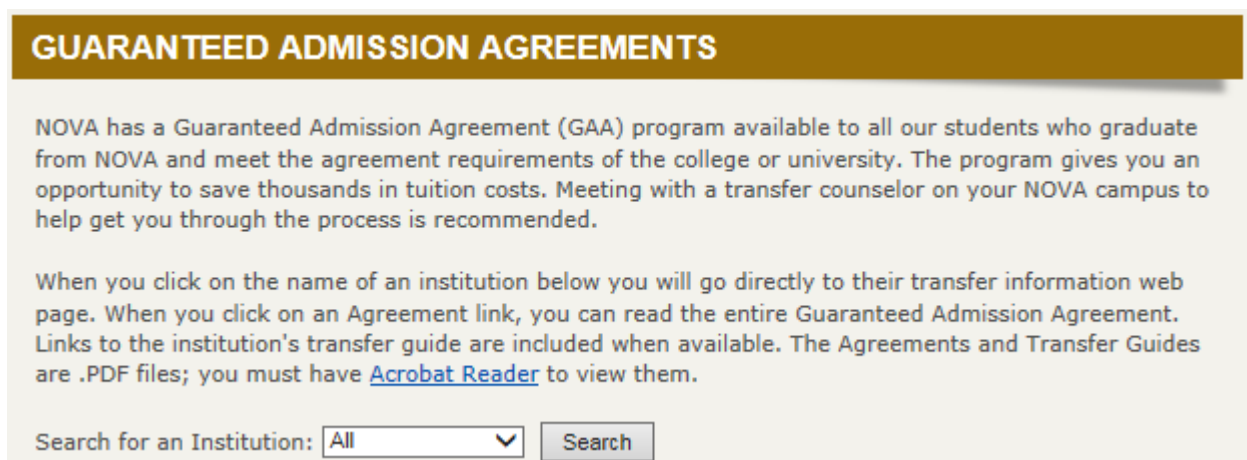 GUARANTEED ADMISSION AGREEMENTS
NOVA has a Guaranteed Admission Agreement (GAA) program available to all our students who graduate
from NOVA and meet the agreement requirements of the college or university. The program gives you an
opportunity to save thousands in tuition costs. Meeting with a transfer counselor on your NOVA campus to
help get you through the process is recommended.
When you click on the name of an institution below you will go directly to their transfer information web
page. When you click on an Agreement link, you can read the entire Guaranteed Admission Agreement.
Links to the institution's transfer guide are included when available. The Agreements and Transfer Guides
are .PDF files; you must have Acrobat Reader to view them.
Search for an Institution: All Search